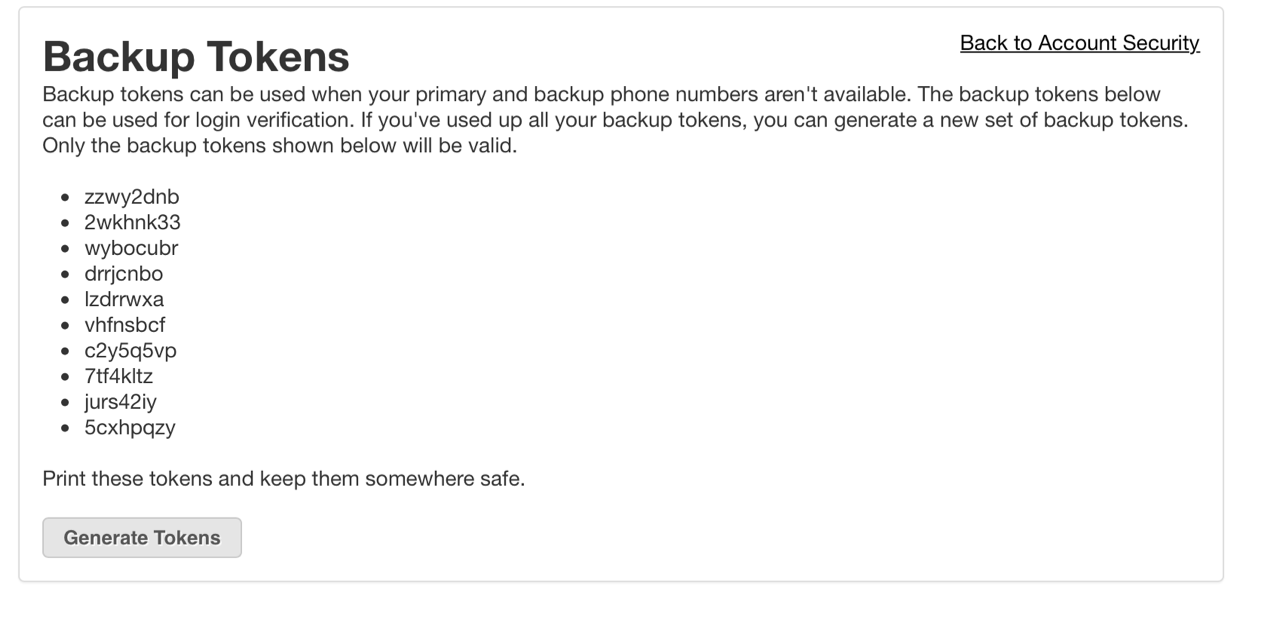 Back to Account Security
Backup Tokens
Backup tokens can be used when your primary and backup phone numbers aren't available. The backup tokens below
can be used for login verification. If you've used up all your backup tokens, you can generate a new set of backup tokens.
Only the backup tokens shown below will be valid.
zzwy2dnb
2wkhnk33
wybocubr
drrjcnbo
lzdrrwxa
vhfnsbcf
c2y5q5vp
7tf4kltz
jurs42iy
5cxhpqzy
Print these tokens and keep them somewhere safe.
Generate Tokens